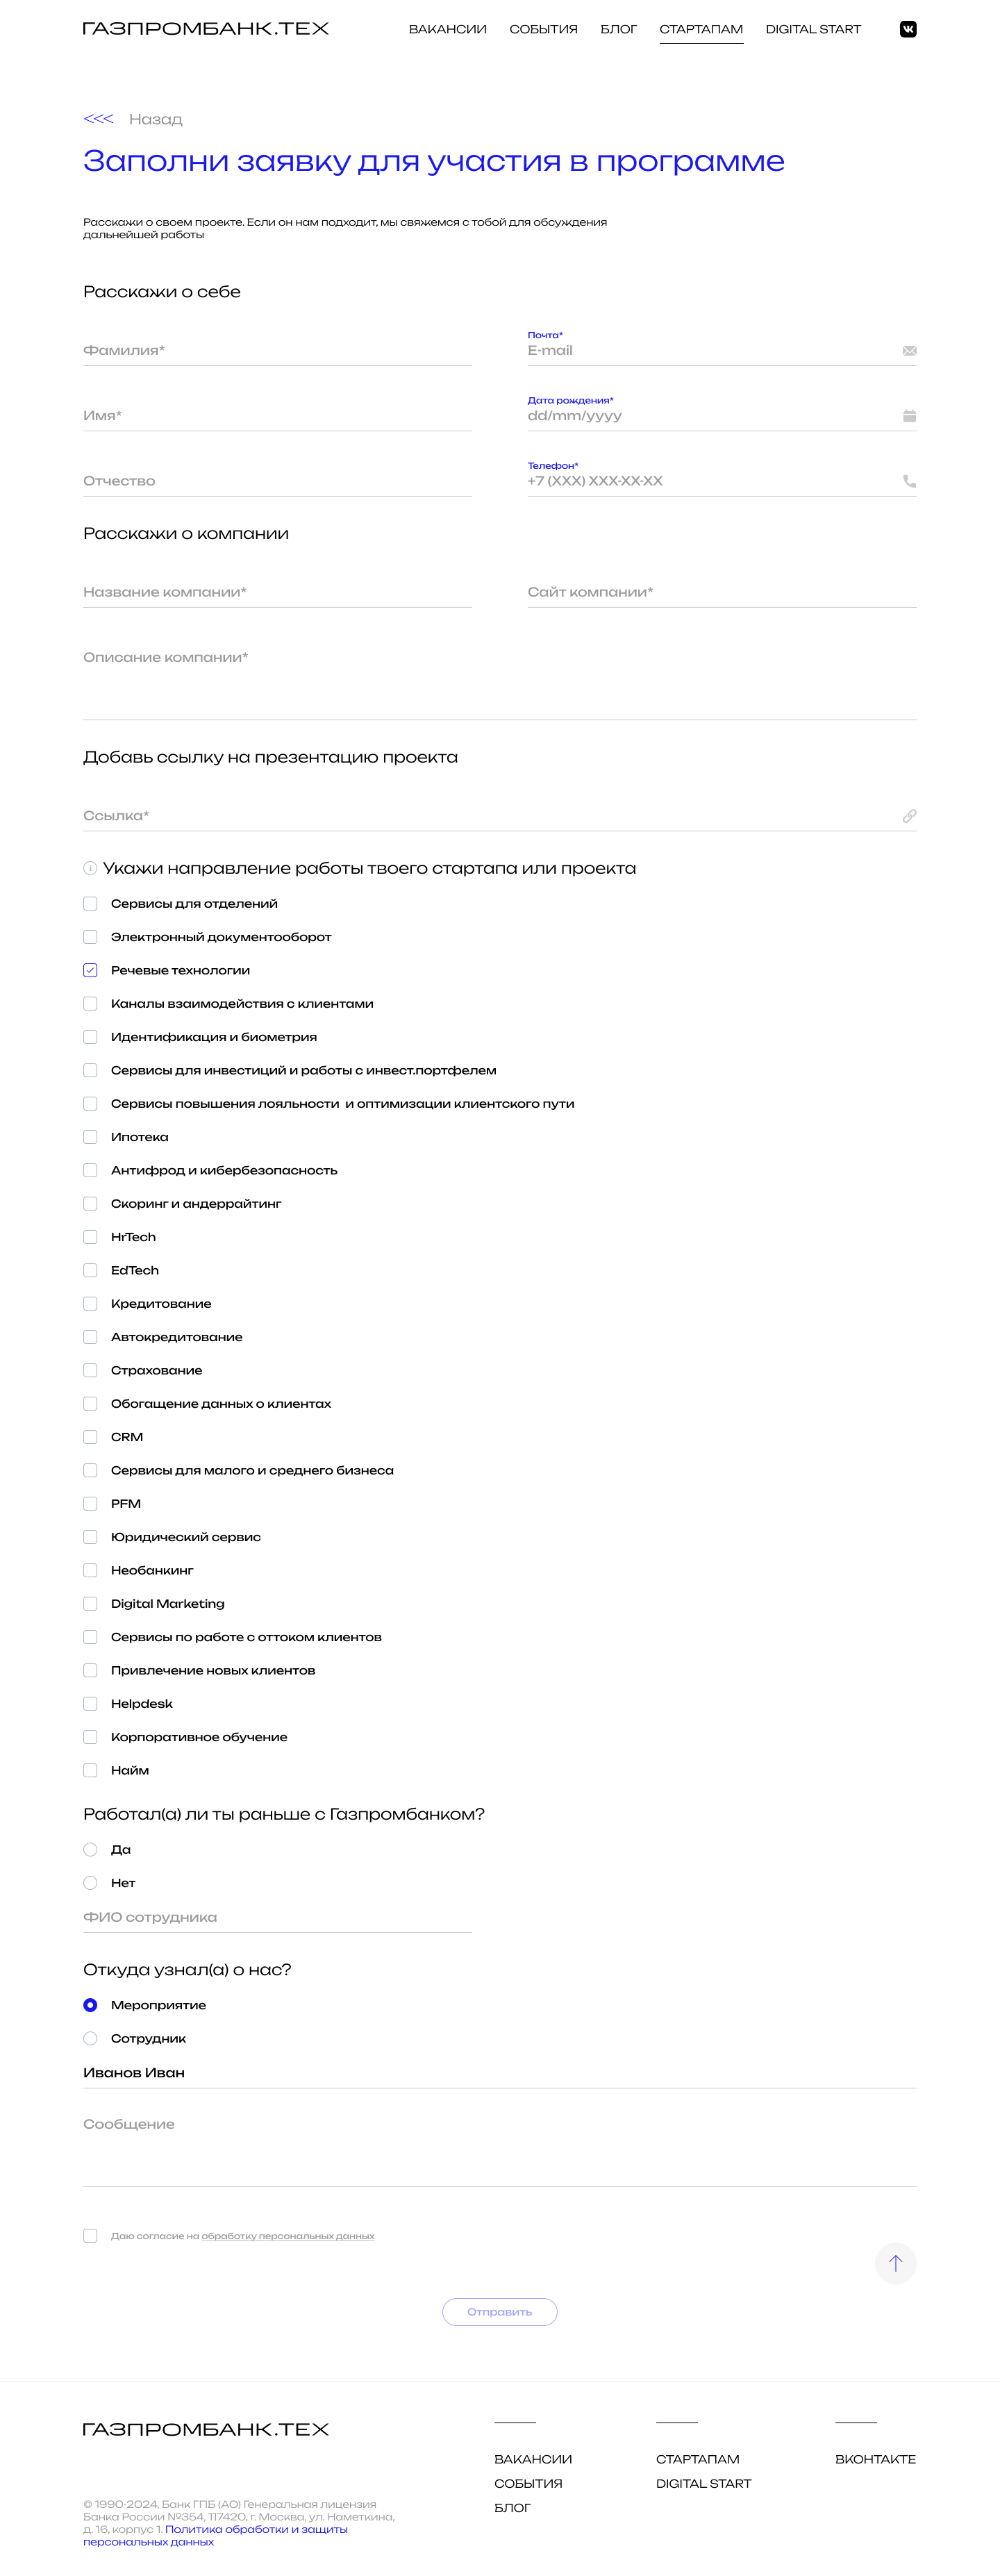 ГАЗПРОМБАНК.ТЕХ
ВАКАНСИИ СОБЫТИЯ БЛОГ СТАРТАПАМ DIGITAL START
<<< Назад
Заполни заявку для участия в программе
Расскажи о своем проекте. Если он нам подходит, мы свяжемся с тобой для обсуждения
дальнейшей работы
Расскажи о себе
Фамилия*
Почта*
E-mail
Имя*
Дата рождения*
dd/mm/yyyy
Отчество
Телефон*
+7 (XXX) XXX-XX-XX
Расскажи о компании
Название компании*
Сайт компании*
Описание компании*
Добавь ссылку на презентацию проекта
Ссылка*
Укажи направление работы твоего стартапа или проекта
Сервисы для отделений
Электронный документооборот
Речевые технологии
Каналы взаимодействия с клиентами
Идентификация и биометрия
Сервисы для инвестиций и работы с инвест.портфелем
Сервисы повышения лояльности и оптимизации клиентского пути
Ипотека
Антифрод и кибербезопасность
Скоринг и андеррайтинг
HrTech
EdTech
Кредитование
Автокредитование
Страхование
Обогащение данных о клиентах
CRM
Сервисы для малого и среднего бизнеса
PFM
Юридический сервис
Необанкинг
Digital Marketing
Сервисы по работе с оттоком клиентов
Привлечение новых клиентов
Helpdesk
Корпоративное обучение
Найм
Работал(а) ли ты раньше с Газпромбанком?
Да
Нет
ФИО сотрудника
Откуда узнал(а) о нас?
Мероприятие
Сотрудник
Иванов Иван
Сообщение
Даю согласие на обработку персональных данных
Отправить
ГАЗПРОМБАНК.ТЕХ
ВАКАНСИИ
СОБЫТИЯ
БЛОГ
СТАРТАПАМ
DIGITAL START
ВКОНТАКТЕ
© 1990-2024, Банк ГПБ (АО) Генеральная лицензия
Банка России №354, 117420, г. Москва, ул. Наметкина,
д. 16, корпус 1. Политика обработки и защиты
персональных данных